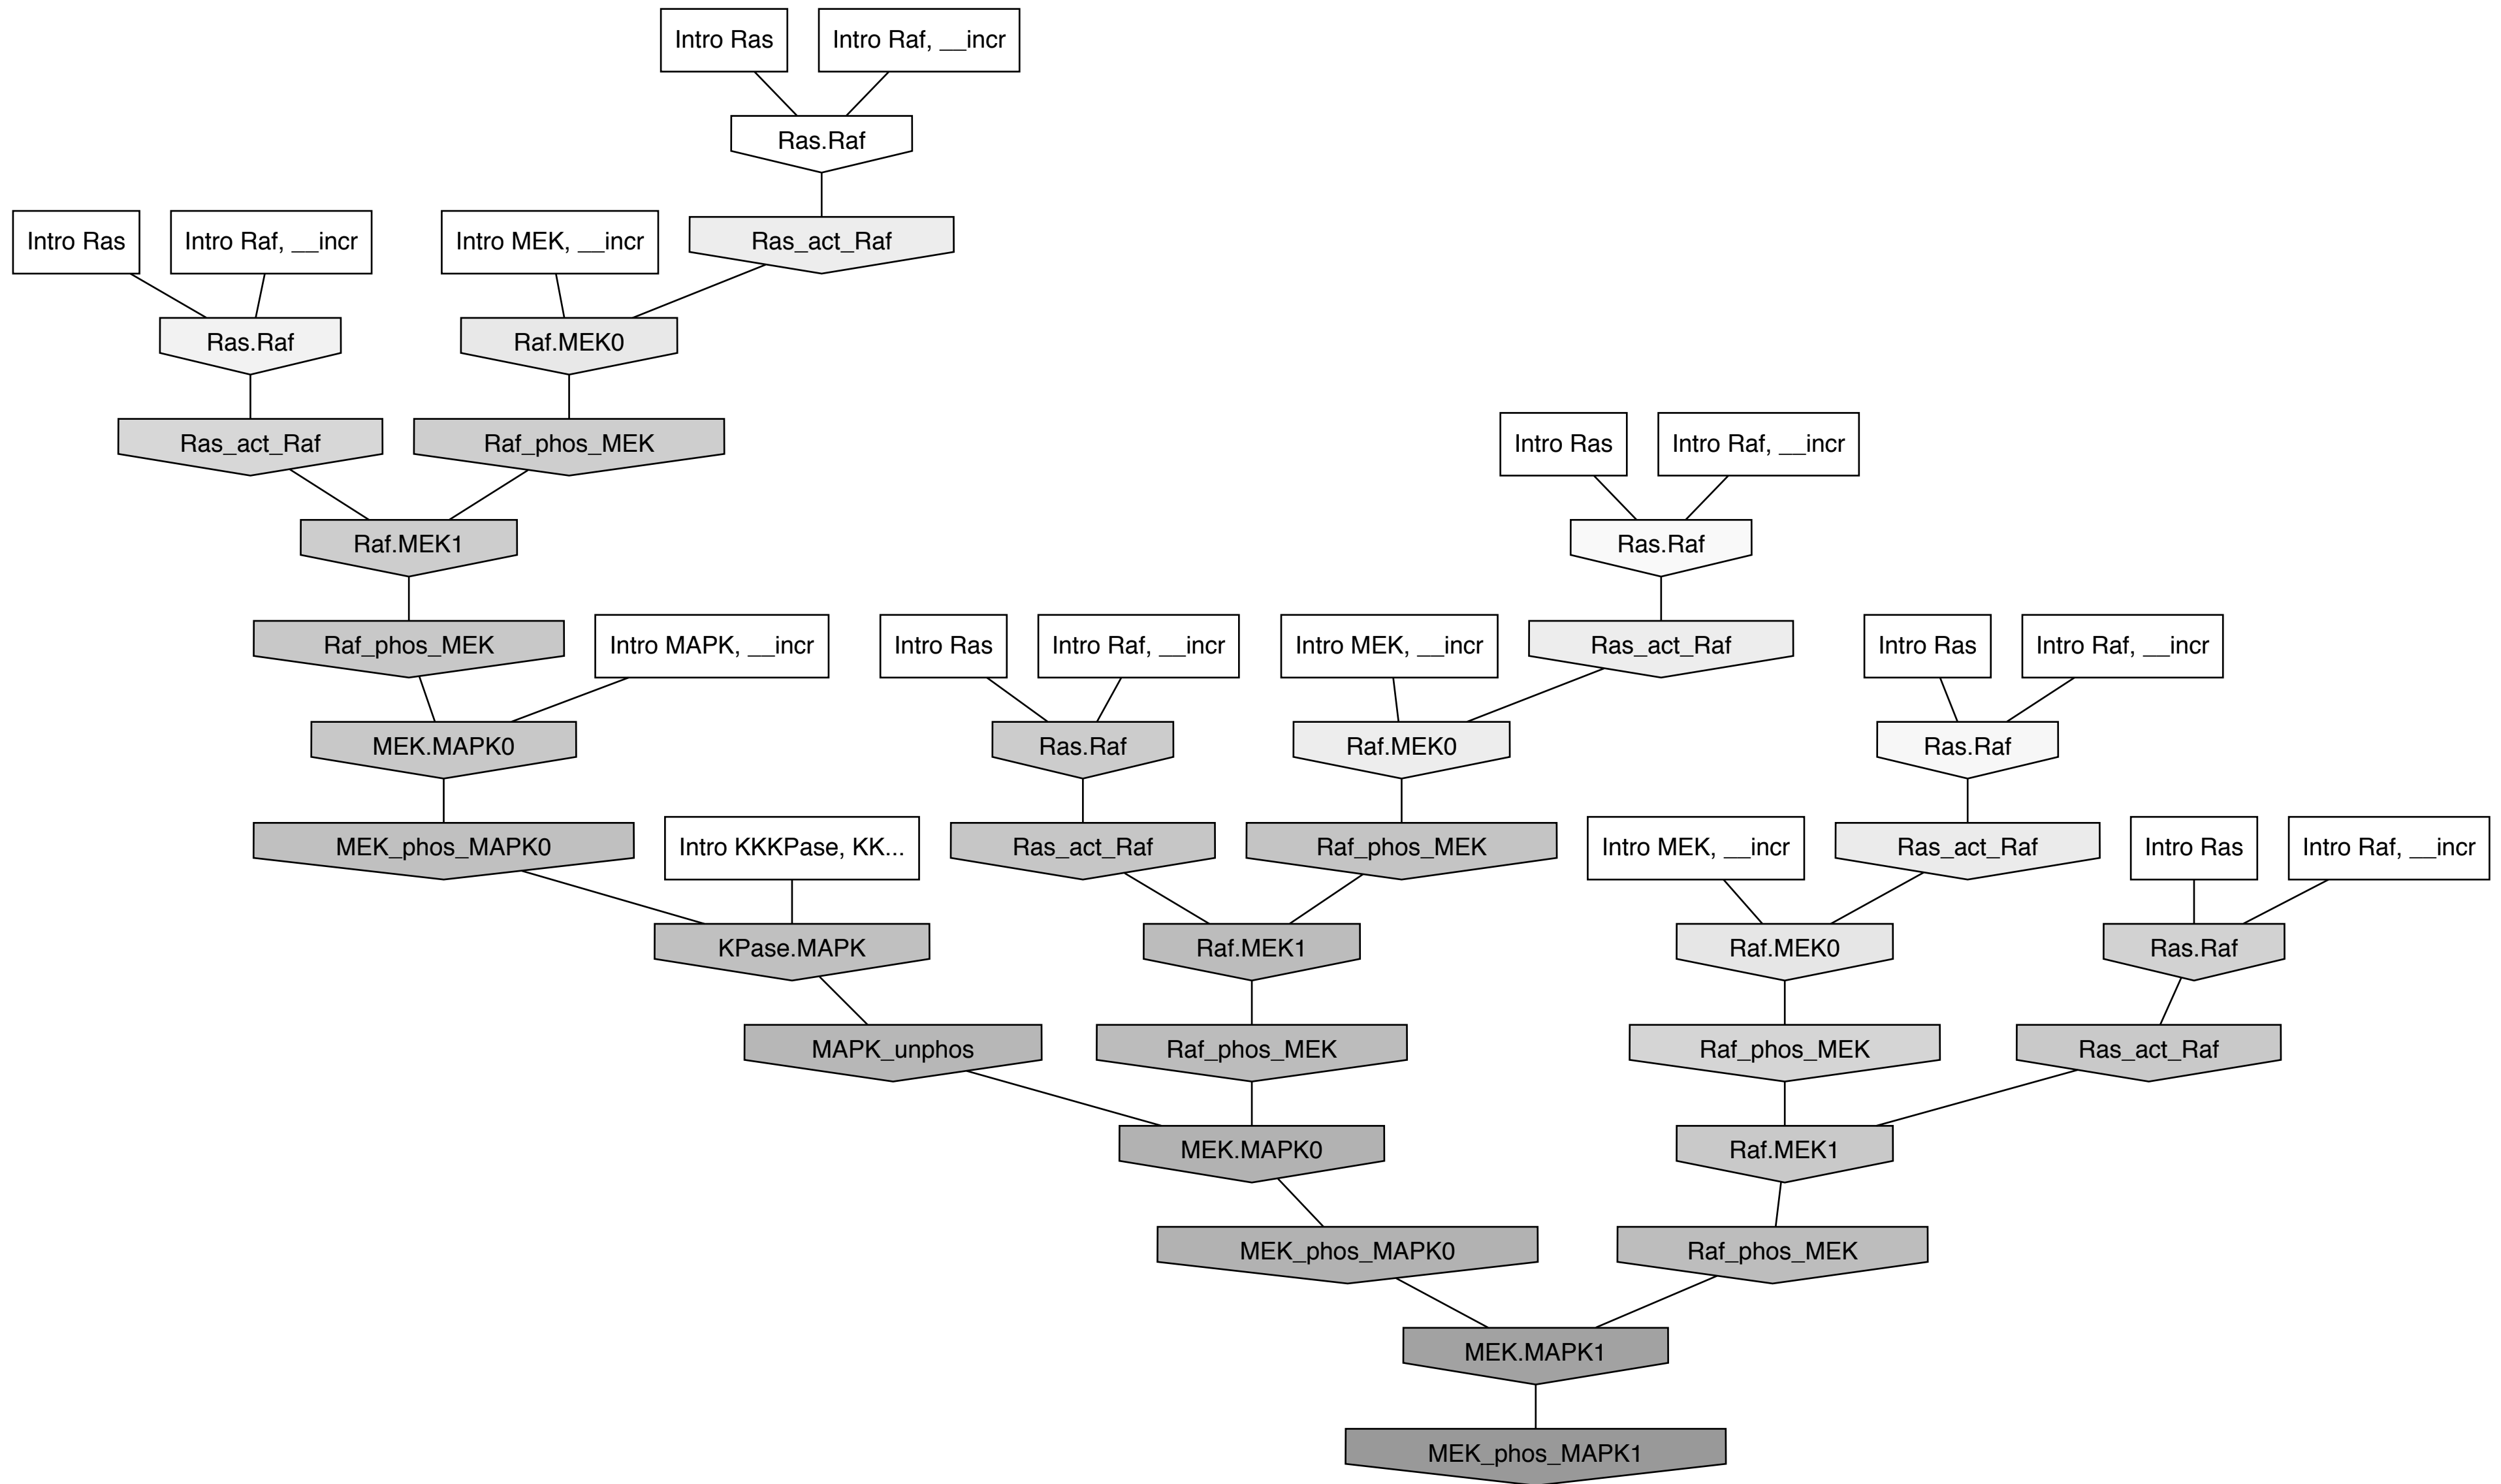 Intro Ras
Intro Raf, __incr
Ras.Raf
Intro Ras
Intro Raf, __incr
Intro MEK, __incr
Ras_act_Raf
Ras.Raf
Raf.MEK0
Ras_act_Raf
Raf_phos_MEK
Intro Ras
Intro Raf, __incr
Raf.MEK1
Ras.Raf
Raf_phos_MEK
Intro MAPK, __incr
Intro Ras
Intro Raf, __incr
Intro MEK, __incr
Ras_act_Raf
Intro Ras
Intro Raf, __incr
MEK.MAPK0
Ras.Raf
Raf.MEK0
Ras.Raf
MEK_phos_MAPK0
Intro KKKPase, KK...
Ras_act_Raf
Raf_phos_MEK
Intro MEK, __incr
Ras_act_Raf
Intro Ras
Intro Raf, __incr
KPase.MAPK
Raf.MEK1
Raf.MEK0
Ras.Raf
MAPK_unphos
Raf_phos_MEK
Raf_phos_MEK
Ras_act_Raf
MEK.MAPK0
Raf.MEK1
MEK_phos_MAPK0
Raf_phos_MEK
MEK.MAPK1
MEK_phos_MAPK1